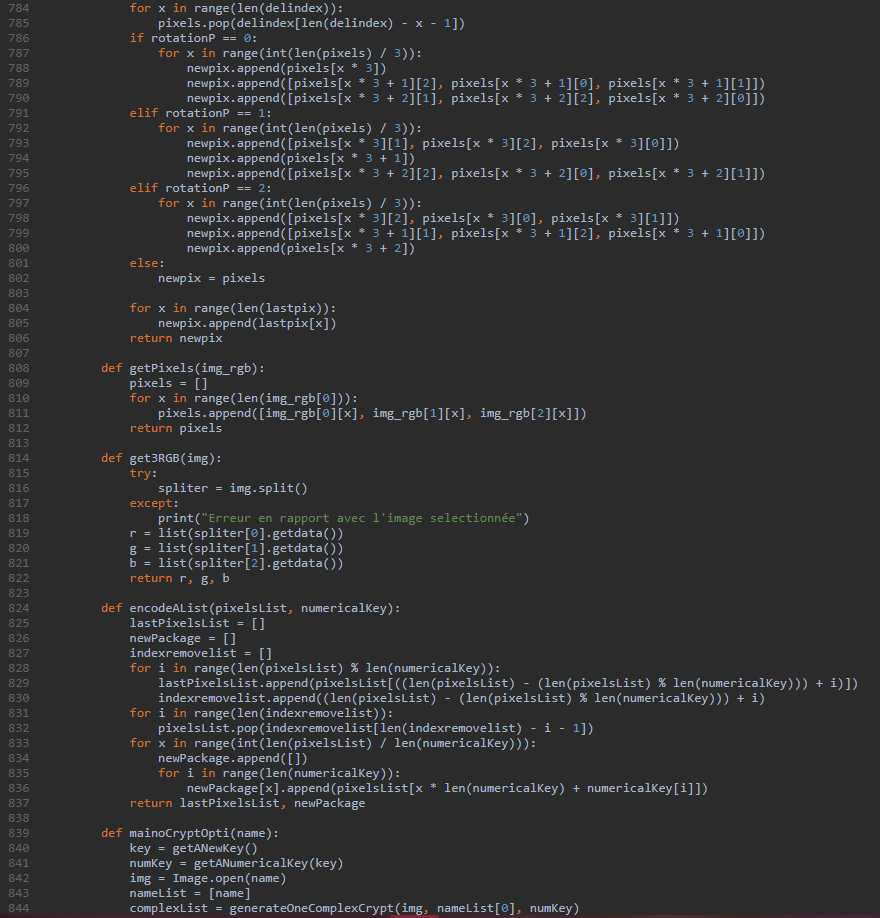 784 for x in range(len(delindex)):
785 pixels.pop(delindex[len(delindex) - x - 1])
786 if rotationP == 0:
787 for x in range(int(len(pixels) / 3)):
788 newpix.append(pixels[x * 3])
789 newpix.append([pixels[x * 3 + 1][2], pixels[x * 3 + 1][0], pixels[x * 3 + 1][1]])
790 newpix.append([pixels[x * 3 + 2][1], pixels[x * 3 + 2][2], pixels[x * 3 + 2][0]])
791 elif rotationP == 1:
792 for x in range(int(len(pixels) / 3)):
793 newpix.append([pixels[x * 3][1], pixels[x * 3][2], pixels[x * 3][0]])
794 newpix.append(pixels[x * 3 + 1])
795 newpix.append([pixels[x * 3 + 2][2], pixels[x * 3 + 2][0], pixels[x * 3 + 2][1]])
796 elif rotationP == 2:
797 for x in range(int(len(pixels) / 3)):
798 newpix.append([pixels[x * 3][2], pixels[x * 3][0], pixels[x * 3][1]])
799 newpix.append([pixels[x * 3 + 1][1], pixels[x * 3 + 1][2], pixels[x * 3 + 1][0]])
800 newpix.append(pixels[x * 3 + 2])
801 else:
802 newpix = pixels
803
804 for x in range(len(lastpix)):
805 newpix.append(lastpix[x])
806 return newpix
807
808 def getPixels(img_rgb):
809 pixels = []
810 for x in range(len(img_rgb[0])):
811 pixels.append([img_rgb[0][x], img_rgb[1][x], img_rgb[2][x]])
812 return pixels
813
814 def get3RGB(img):
815 try:
816 spliter = img.split()
817 except:
818 print("Erreur en rapport avec l'image selectionnée")
819 r = list(spliter[0].getdata())
820 g = list(spliter[1].getdata())
821 b = list(spliter[2].getdata())
822 return r, g, b
823
824 def encodeAList(pixelsList, numericalKey):
825 lastPixelsList = []
826 newPackage = []
827 indexremovelist = []
828 for i in range(len(pixelsList) % len(numericalKey)):
829 lastPixelsList.append(pixelsList[((len(pixelsList) - (len(pixelsList) % len(numericalKey))) + i)])
830 indexremovelist.append((len(pixelsList) - (len(pixelsList) % len(numericalKey))) + i)
831 for i in range(len(indexremovelist)):
832 pixelsList.pop(indexremovelist[len(indexremovelist) - i - 1])
833 for x in range(int(len(pixelsList) / len(numericalKey))):
834 newPackage.append([])
835 for i in range(len(numericalKey)):
836 newPackage[x].append(pixelsList[x * len(numericalKey) + numericalKey[i]])
837 return lastPixelsList, newPackage
838
839 def mainoCryptOpti(name):
840 key = getANewKey()
841 numKey = getANumericalKey(key)
842 img = Image.open(name)
843 nameList = [name]
844 complexList = generateOneComplexCrypt(img, nameList[0], numKey)